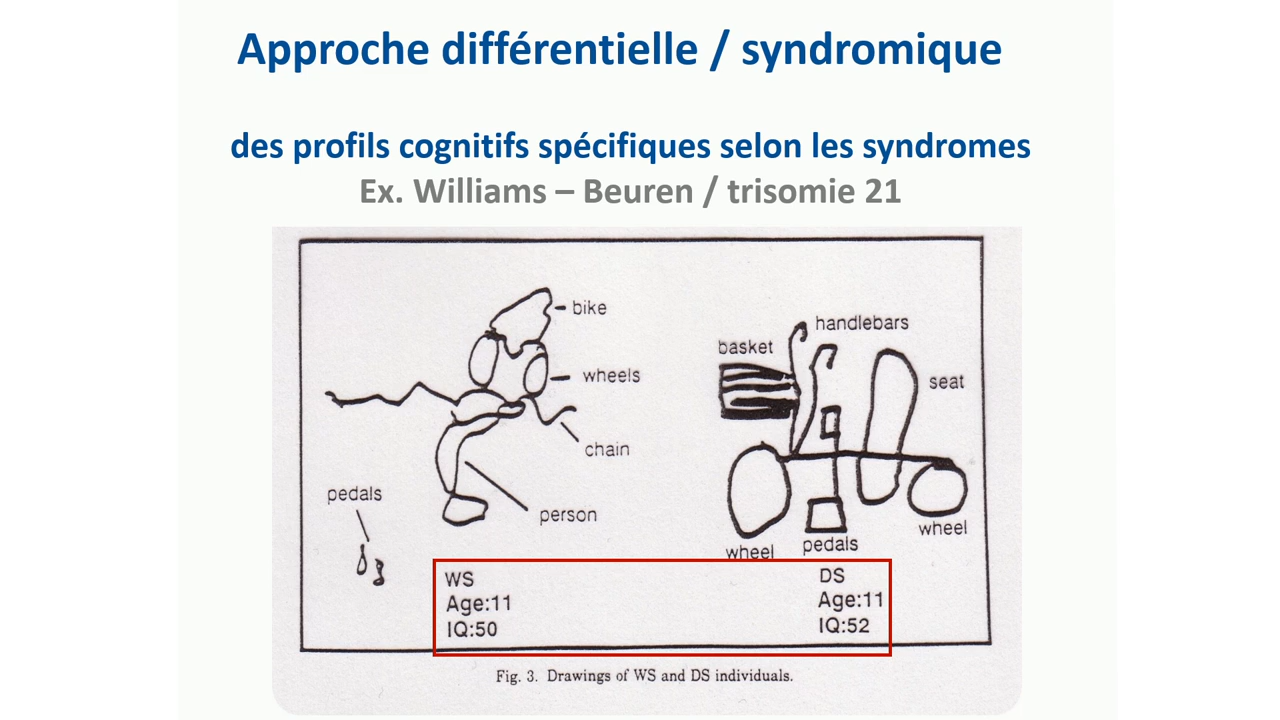 Approche différentielle / syndromique
des profils cognitifs spécifiques selon les syndromes
Ex. Williams – Beuren / trisomie 21
bike
wheels
chain
person
pedals
handlebars
basket
seat
wheel
pedals
wheel
WS
Age:11
IQ:50
DS
Age:11
IQ:52
Fig. 3. Drawings of WS and DS individuals.